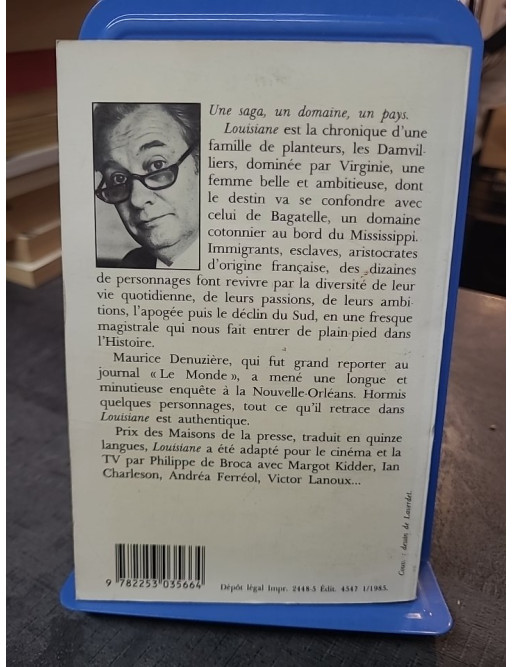 Une saga, un domaine, un pays.
Louisiane est la chronique d'une
famille de planteurs, les Damvil-
liers, dominée par Virginie, une
femme belle et ambitieuse, dont
le destin va se confondre avec
celui de Bagatelle, un domaine
cotonnier au bord du Mississippi.
Immigrants, esclaves, aristocrates
d'origine française, des dizaines
de personnages font revivre par la diversité de leur
vie quotidienne, de leurs passions, de leurs ambi-
tions, l'apogée puis le déclin du Sud, en une fresque
magistrale qui nous fait entrer de plain-pied dans
l'Histoire.
Maurice Denuzière, qui fut grand reporter au
journal « Le Monde », a mené une longue et
minutieuse enquête à la Nouvelle-Orléans. Hormis
quelques personnages, tout ce qu'il retrace dans
Louisiane est authentique.
Prix des Maisons de la presse, traduit en quinze
langues, Louisiane a été adapté pour le cinéma et la
TV par Philippe de Broca avec Margot Kidder, Ian
Charleson, Andréa Ferréol, Victor Lanoux...
dessin de
9 782253 035664
Dépôt légal Impr. 2448-5 Édit. 4547 1/1985.